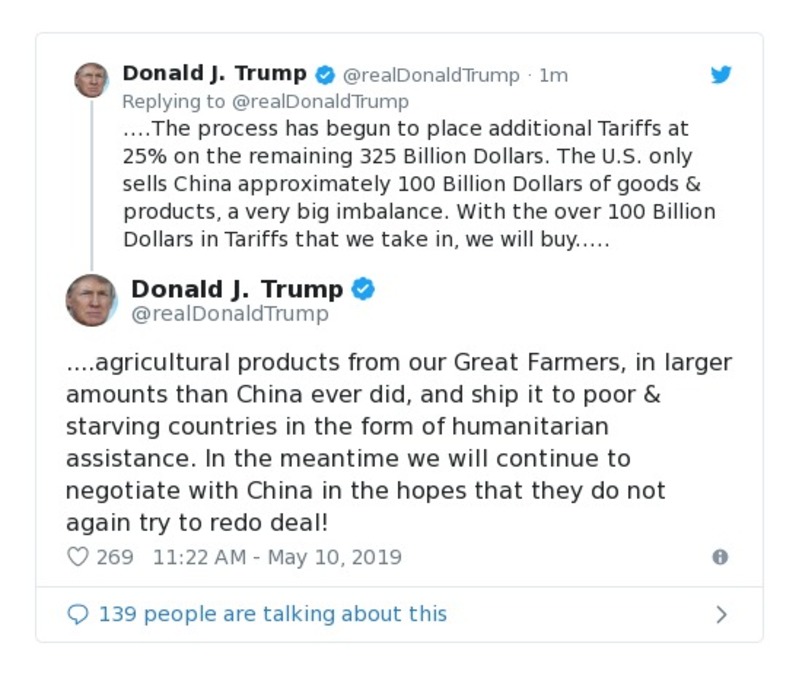 Donald J. Trump @realDonaldTrump · 1m
Replying to @realDonaldTrump
....The process has begun to place additional Tariffs at
25% on the remaining 325 Billion Dollars. The U.S. only
sells China approximately 100 Billion Dollars of goods &
products, a very big imbalance. With the over 100 Billion
Dollars in Tariffs that we take in, we will buy.....
Donald J. Trump
@realDonaldTrump
....agricultural products from our Great Farmers, in larger
amounts than China ever did, and ship it to poor &
starving countries in the form of humanitarian
assistance. In the meantime we will continue to
negotiate with China in the hopes that they do not
again try to redo deal!
269 11:22 AM - May 10, 2019
139 people are talking about this